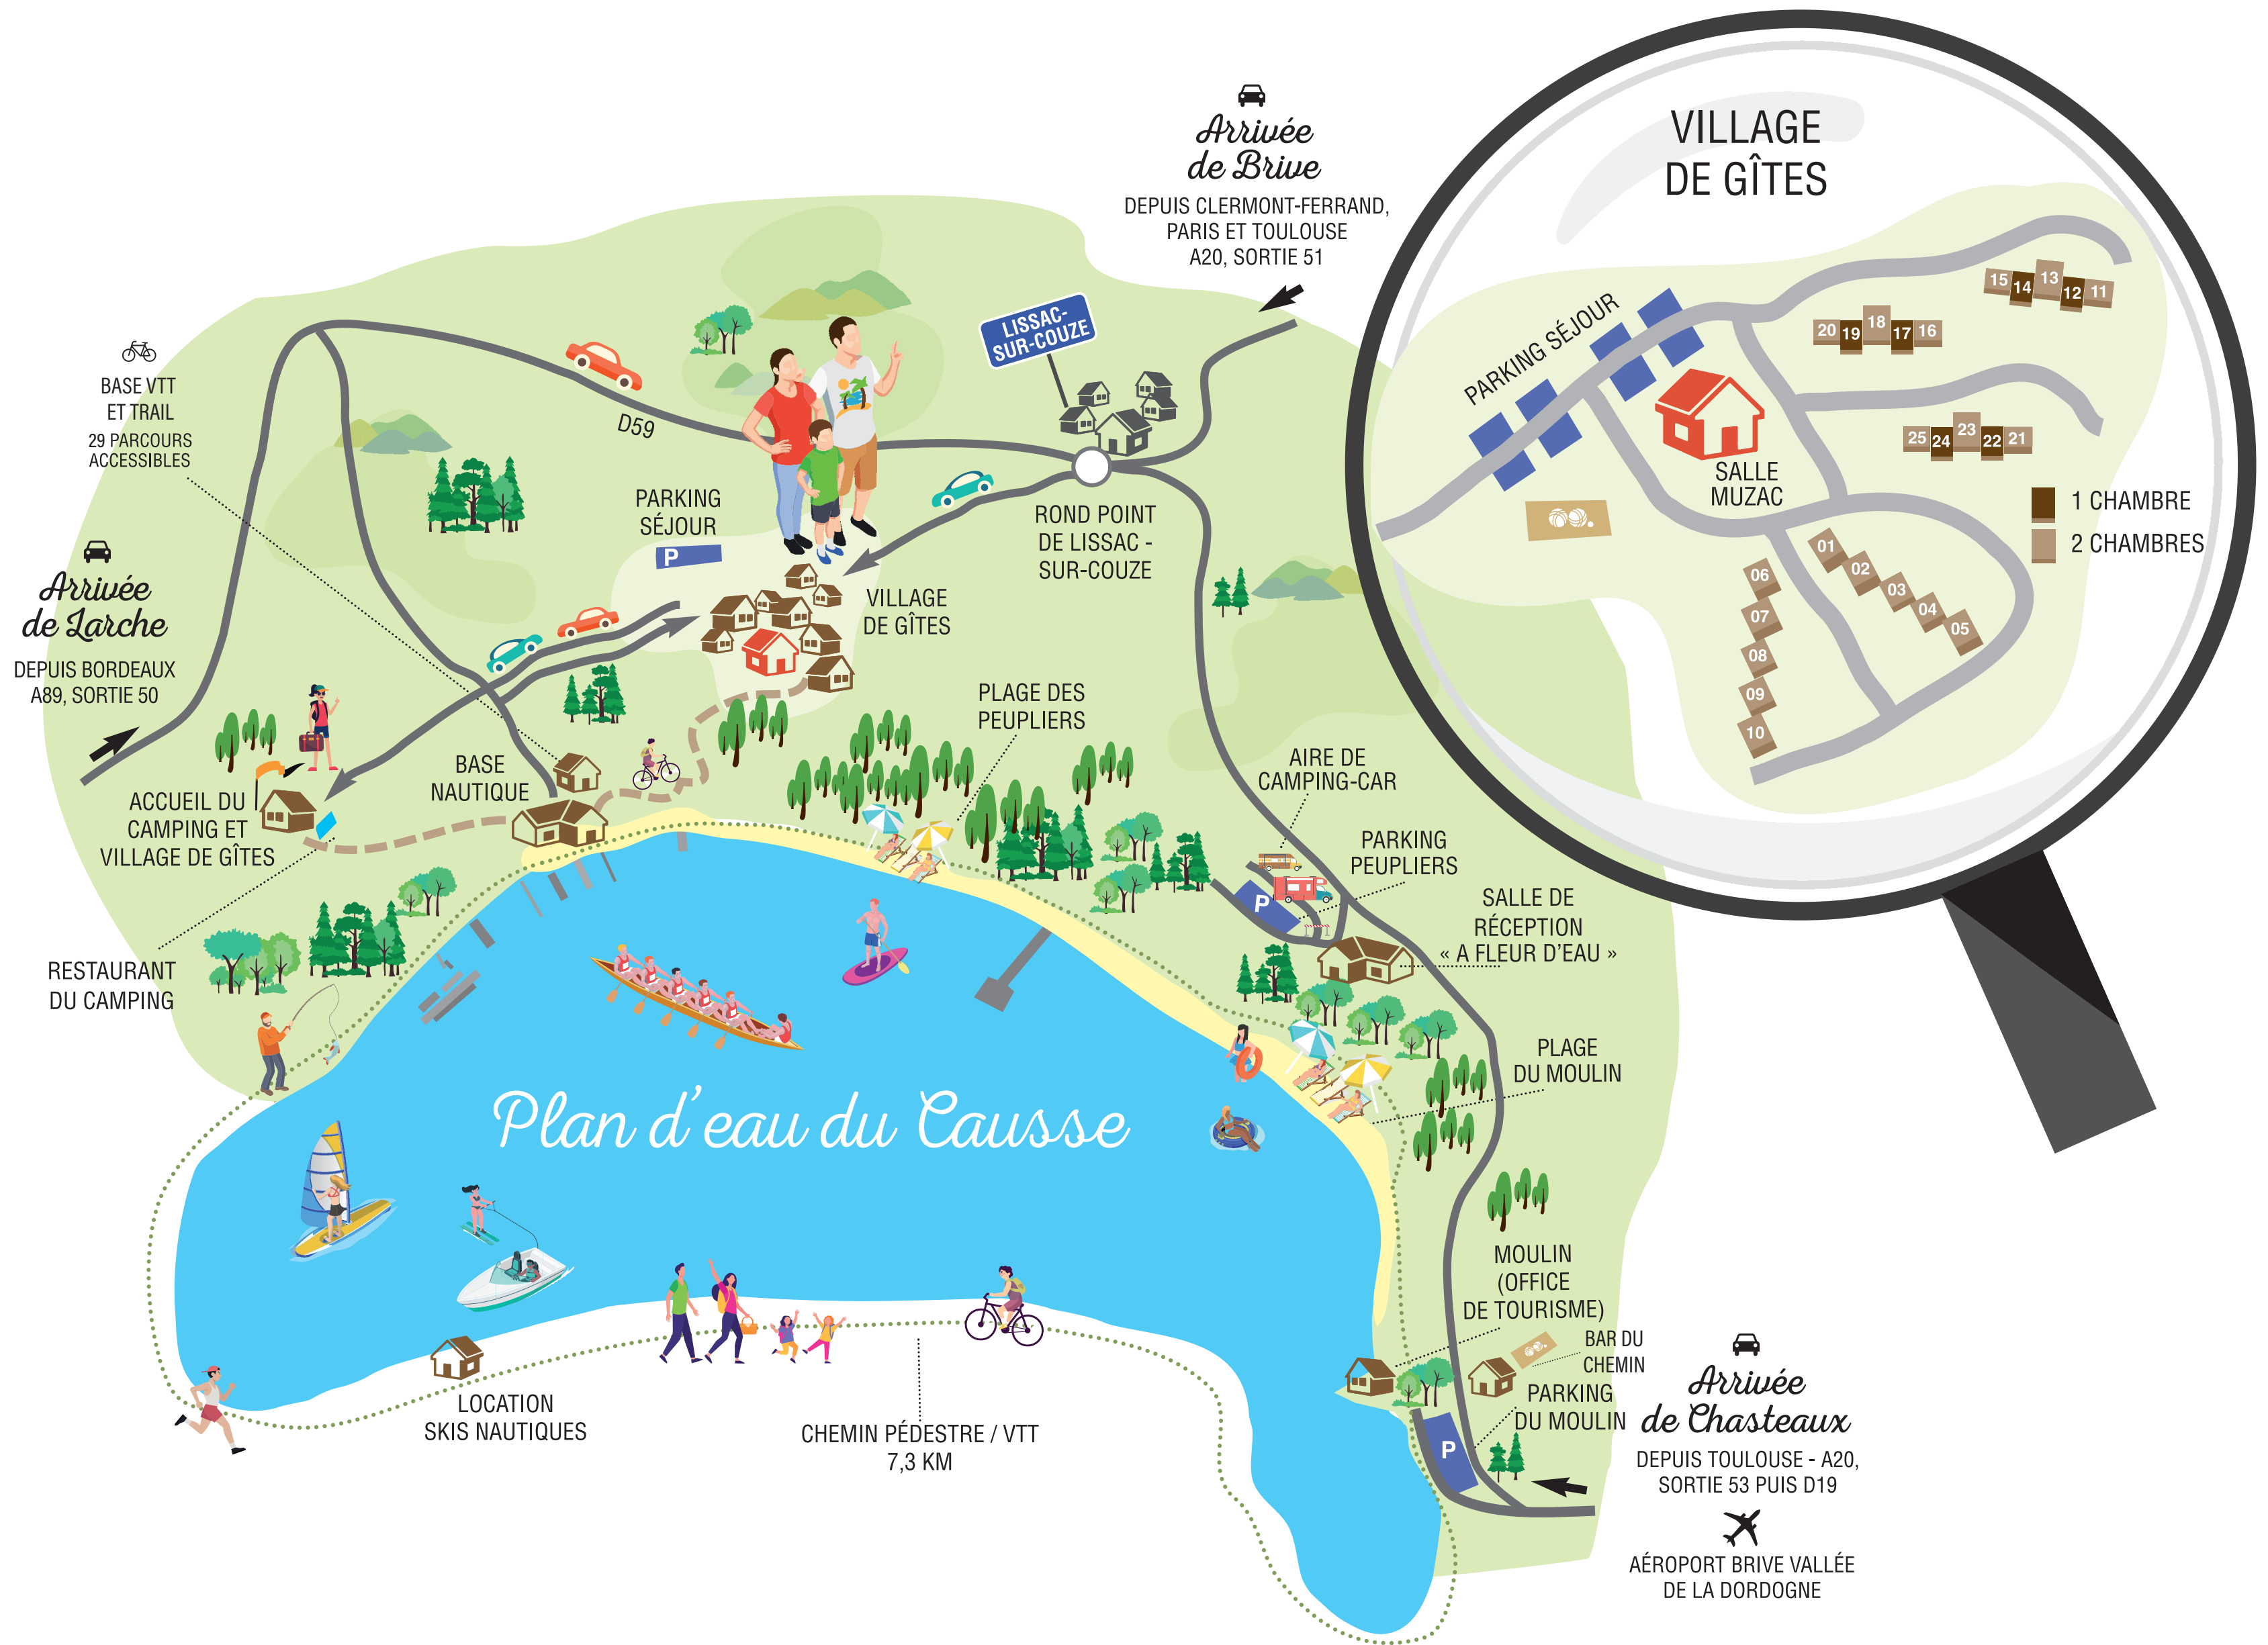 Arrivée
de Brive
DEPUIS CLERMONT-FERRAND,
PARIS ET TOULOUSE
A20, SORTIE 51
VILLAGE
DE GÎTES
PARKING SÉJOUR
15
14
13
12
11
20
19
18
17
16
25
24
23
22
21
SALLE
MUZAC
1 CHAMBRE
2 CHAMBRES
01
02
03
04
05
06
07
08
09
10
LISSAC-
SUR-COUZE
BASE VTT
ET TRAIL
29 PARCOURS
ACCESSIBLES
D59
PARKING
SÉJOUR
P
ROND POINT
DE LISSAC -
SUR-COUZE
VILLAGE
DE GÎTES
Arrivée
de Larche
DEPUIS BORDEAUX
A89, SORTIE 50
PLAGE DES
PEUPLIERS
BASE
NAUTIQUE
ACCUEIL DU
CAMPING ET
VILLAGE DE GÎTES
AIRE DE
CAMPING-CAR
PARKING
PEUPLIERS
P
SALLE DE
RÉCEPTION
« A FLEUR D'EAU »
RESTAURANT
DU CAMPING
PLAGE
DU MOULIN
Plan d'eau du Causse
MOULIN
(OFFICE
DE TOURISME)
BAR DU
CHEMIN
PARKING
DU MOULIN
P
LOCATION
SKIS NAUTIQUES
CHEMIN PÉDESTRE / VTT
7,3 KM
Arrivée
de Chasteaux
DEPUIS TOULOUSE - A20,
SORTIE 53 PUIS D19
AÉROPORT BRIVE VALLÉE
DE LA DORDOGNE